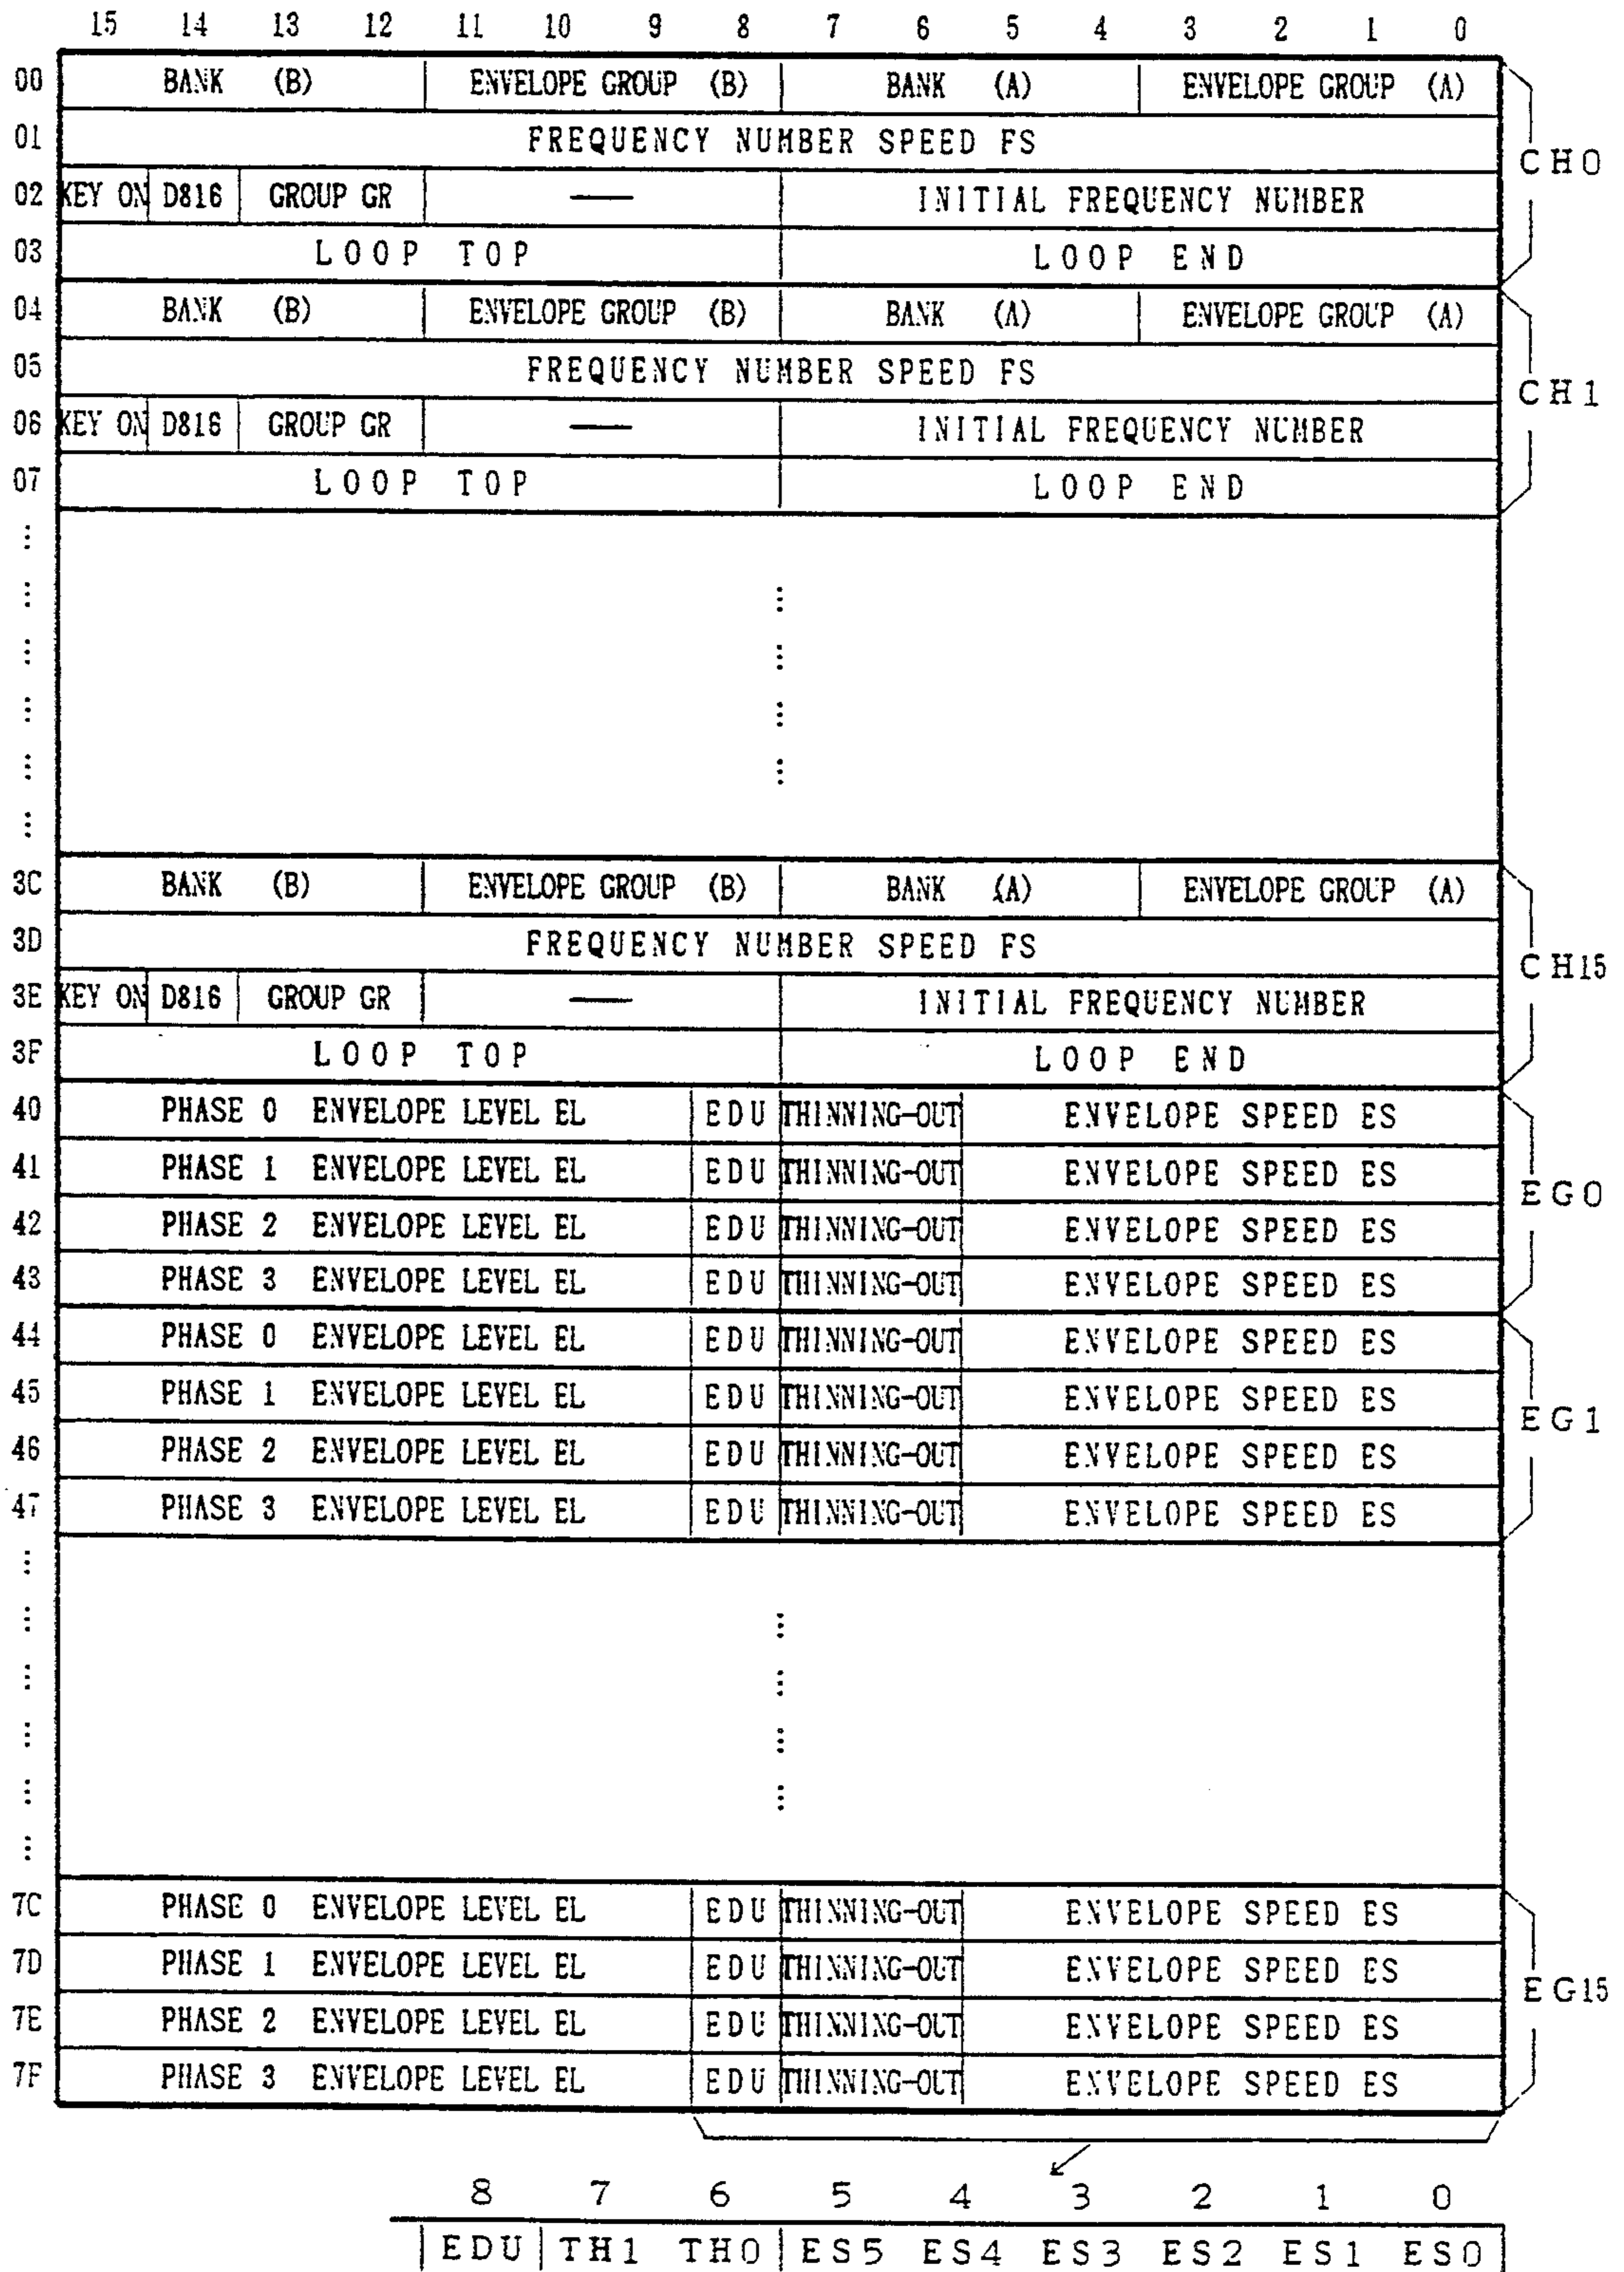 15 14 13 12 11 10 9 8 7 6 5 4 3 2 1 0
00 BANK (B) ENVELOPE GROUP (B) BANK (A) ENVELOPE GROUP (A)
01 FREQUENCY NUMBER SPEED FS
CH0
02 KEY ON D816 GROUP GR — INITIAL FREQUENCY NUMBER
03 LOOP TOP LOOP END
04 BANK (B) ENVELOPE GROUP (B) BANK (A) ENVELOPE GROUP (A)
05 FREQUENCY NUMBER SPEED FS
CH1
06 KEY ON D816 GROUP GR — INITIAL FREQUENCY NUMBER
07 LOOP TOP LOOP END
3C BANK (B) ENVELOPE GROUP (B) BANK (A) ENVELOPE GROUP (A)
3D FREQUENCY NUMBER SPEED FS
CH15
3E KEY ON D816 GROUP GR — INITIAL FREQUENCY NUMBER
3F LOOP TOP LOOP END
40 PHASE 0 ENVELOPE LEVEL EL EDU THINNING-OUT ENVELOPE SPEED ES
41 PHASE 1 ENVELOPE LEVEL EL EDU THINNING-OUT ENVELOPE SPEED ES
EG0
42 PHASE 2 ENVELOPE LEVEL EL EDU THINNING-OUT ENVELOPE SPEED ES
43 PHASE 3 ENVELOPE LEVEL EL EDU THINNING-OUT ENVELOPE SPEED ES
44 PHASE 0 ENVELOPE LEVEL EL EDU THINNING-OUT ENVELOPE SPEED ES
45 PHASE 1 ENVELOPE LEVEL EL EDU THINNING-OUT ENVELOPE SPEED ES
EG1
46 PHASE 2 ENVELOPE LEVEL EL EDU THINNING-OUT ENVELOPE SPEED ES
47 PHASE 3 ENVELOPE LEVEL EL EDU THINNING-OUT ENVELOPE SPEED ES
7C PHASE 0 ENVELOPE LEVEL EL EDU THINNING-OUT ENVELOPE SPEED ES
7D PHASE 1 ENVELOPE LEVEL EL EDU THINNING-OUT ENVELOPE SPEED ES
EG15
7E PHASE 2 ENVELOPE LEVEL EL EDU THINNING-OUT ENVELOPE SPEED ES
7F PHASE 3 ENVELOPE LEVEL EL EDU THINNING-OUT ENVELOPE SPEED ES
8 7 6 5 4 3 2 1 0
EDU TH1 TH0 ES5 ES4 ES3 ES2 ES1 ES0